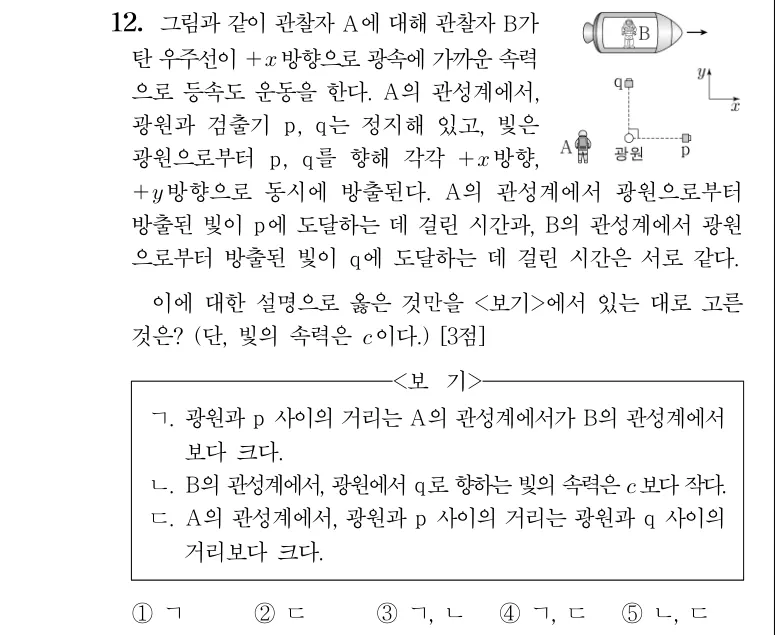 12. 그림과 같이 관찰자 A에 대해 관찰자 B가
탄 우주선이 +x방향으로 광속에 가까운 속력
으로 등속도 운동을 한다. A의 관성계에서,
광원과 검출기 p, q는 정지해 있고, 빛은
광원으로부터 p, q를 향해 각각 +x방향,
+y방향으로 동시에 방출된다. A의 관성계에서 광원으로부터
방출된 빛이 p에 도달하는 데 걸린 시간과, B의 관성계에서 광원
으로부터 방출된 빛이 q에 도달하는 데 걸린 시간은 서로 같다.
B
q
y
x
A
광원
p
이에 대한 설명으로 옳은 것만을 <보기>에서 있는 대로 고른
것은? (단, 빛의 속력은 c이다.) [3점]
<보 기>
ㄱ. 광원과 p 사이의 거리는 A의 관성계에서가 B의 관성계에서
보다 크다.
ㄴ. B의 관성계에서, 광원에서 q로 향하는 빛의 속력은 c보다 작다.
ㄷ. A의 관성계에서, 광원과 p 사이의 거리는 광원과 q 사이의
거리보다 크다.
① ㄱ ② ㄷ ③ ㄱ, ㄴ ④ ㄱ, ㄷ ⑤ ㄴ, ㄷ